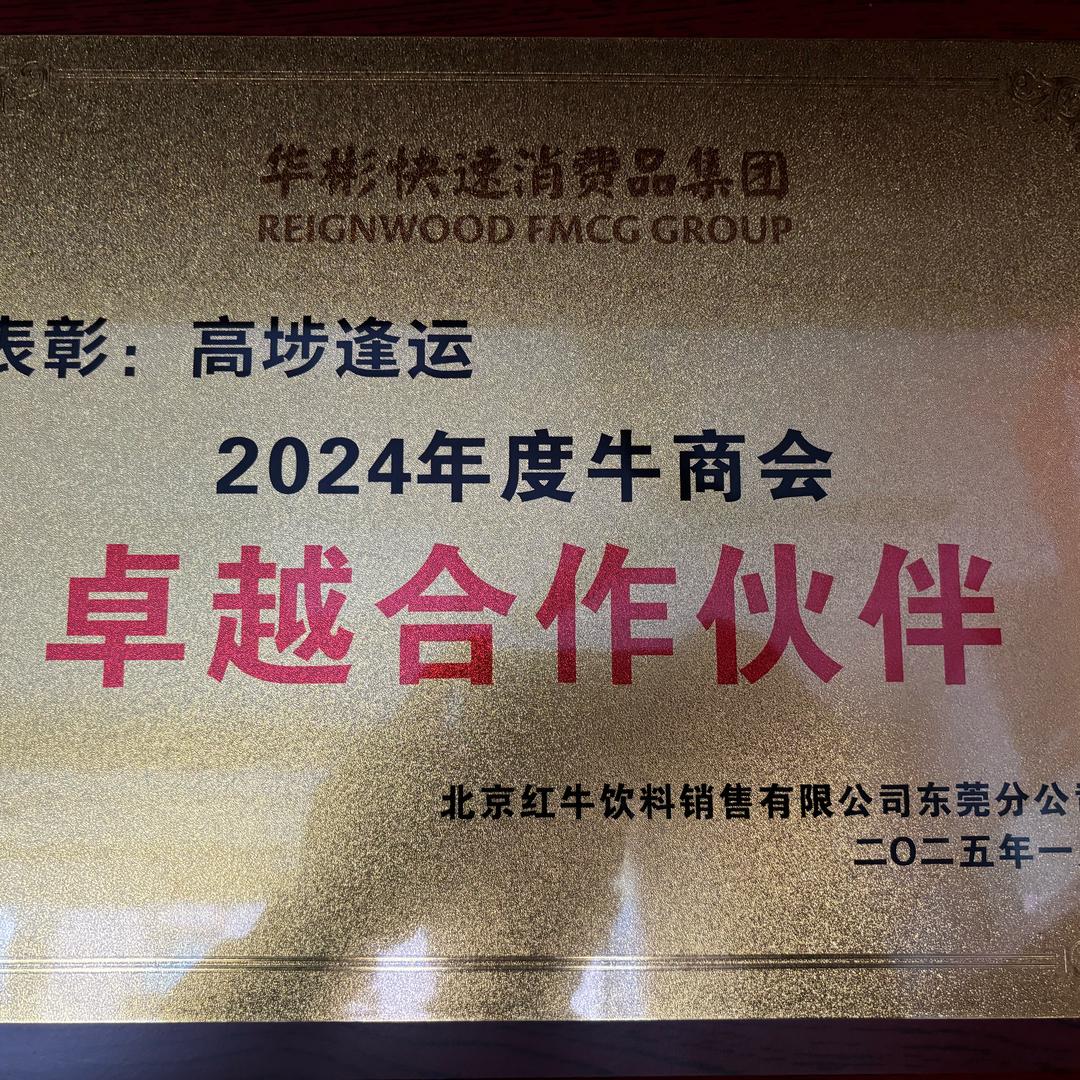 华彬快速消费品集团
REIGNWOOD FMCG GROUP
表彰：高埗逢运
2024年度牛商会
卓越合作伙伴
北京红牛饮料销售有限公司东莞分公司
二〇二五年一